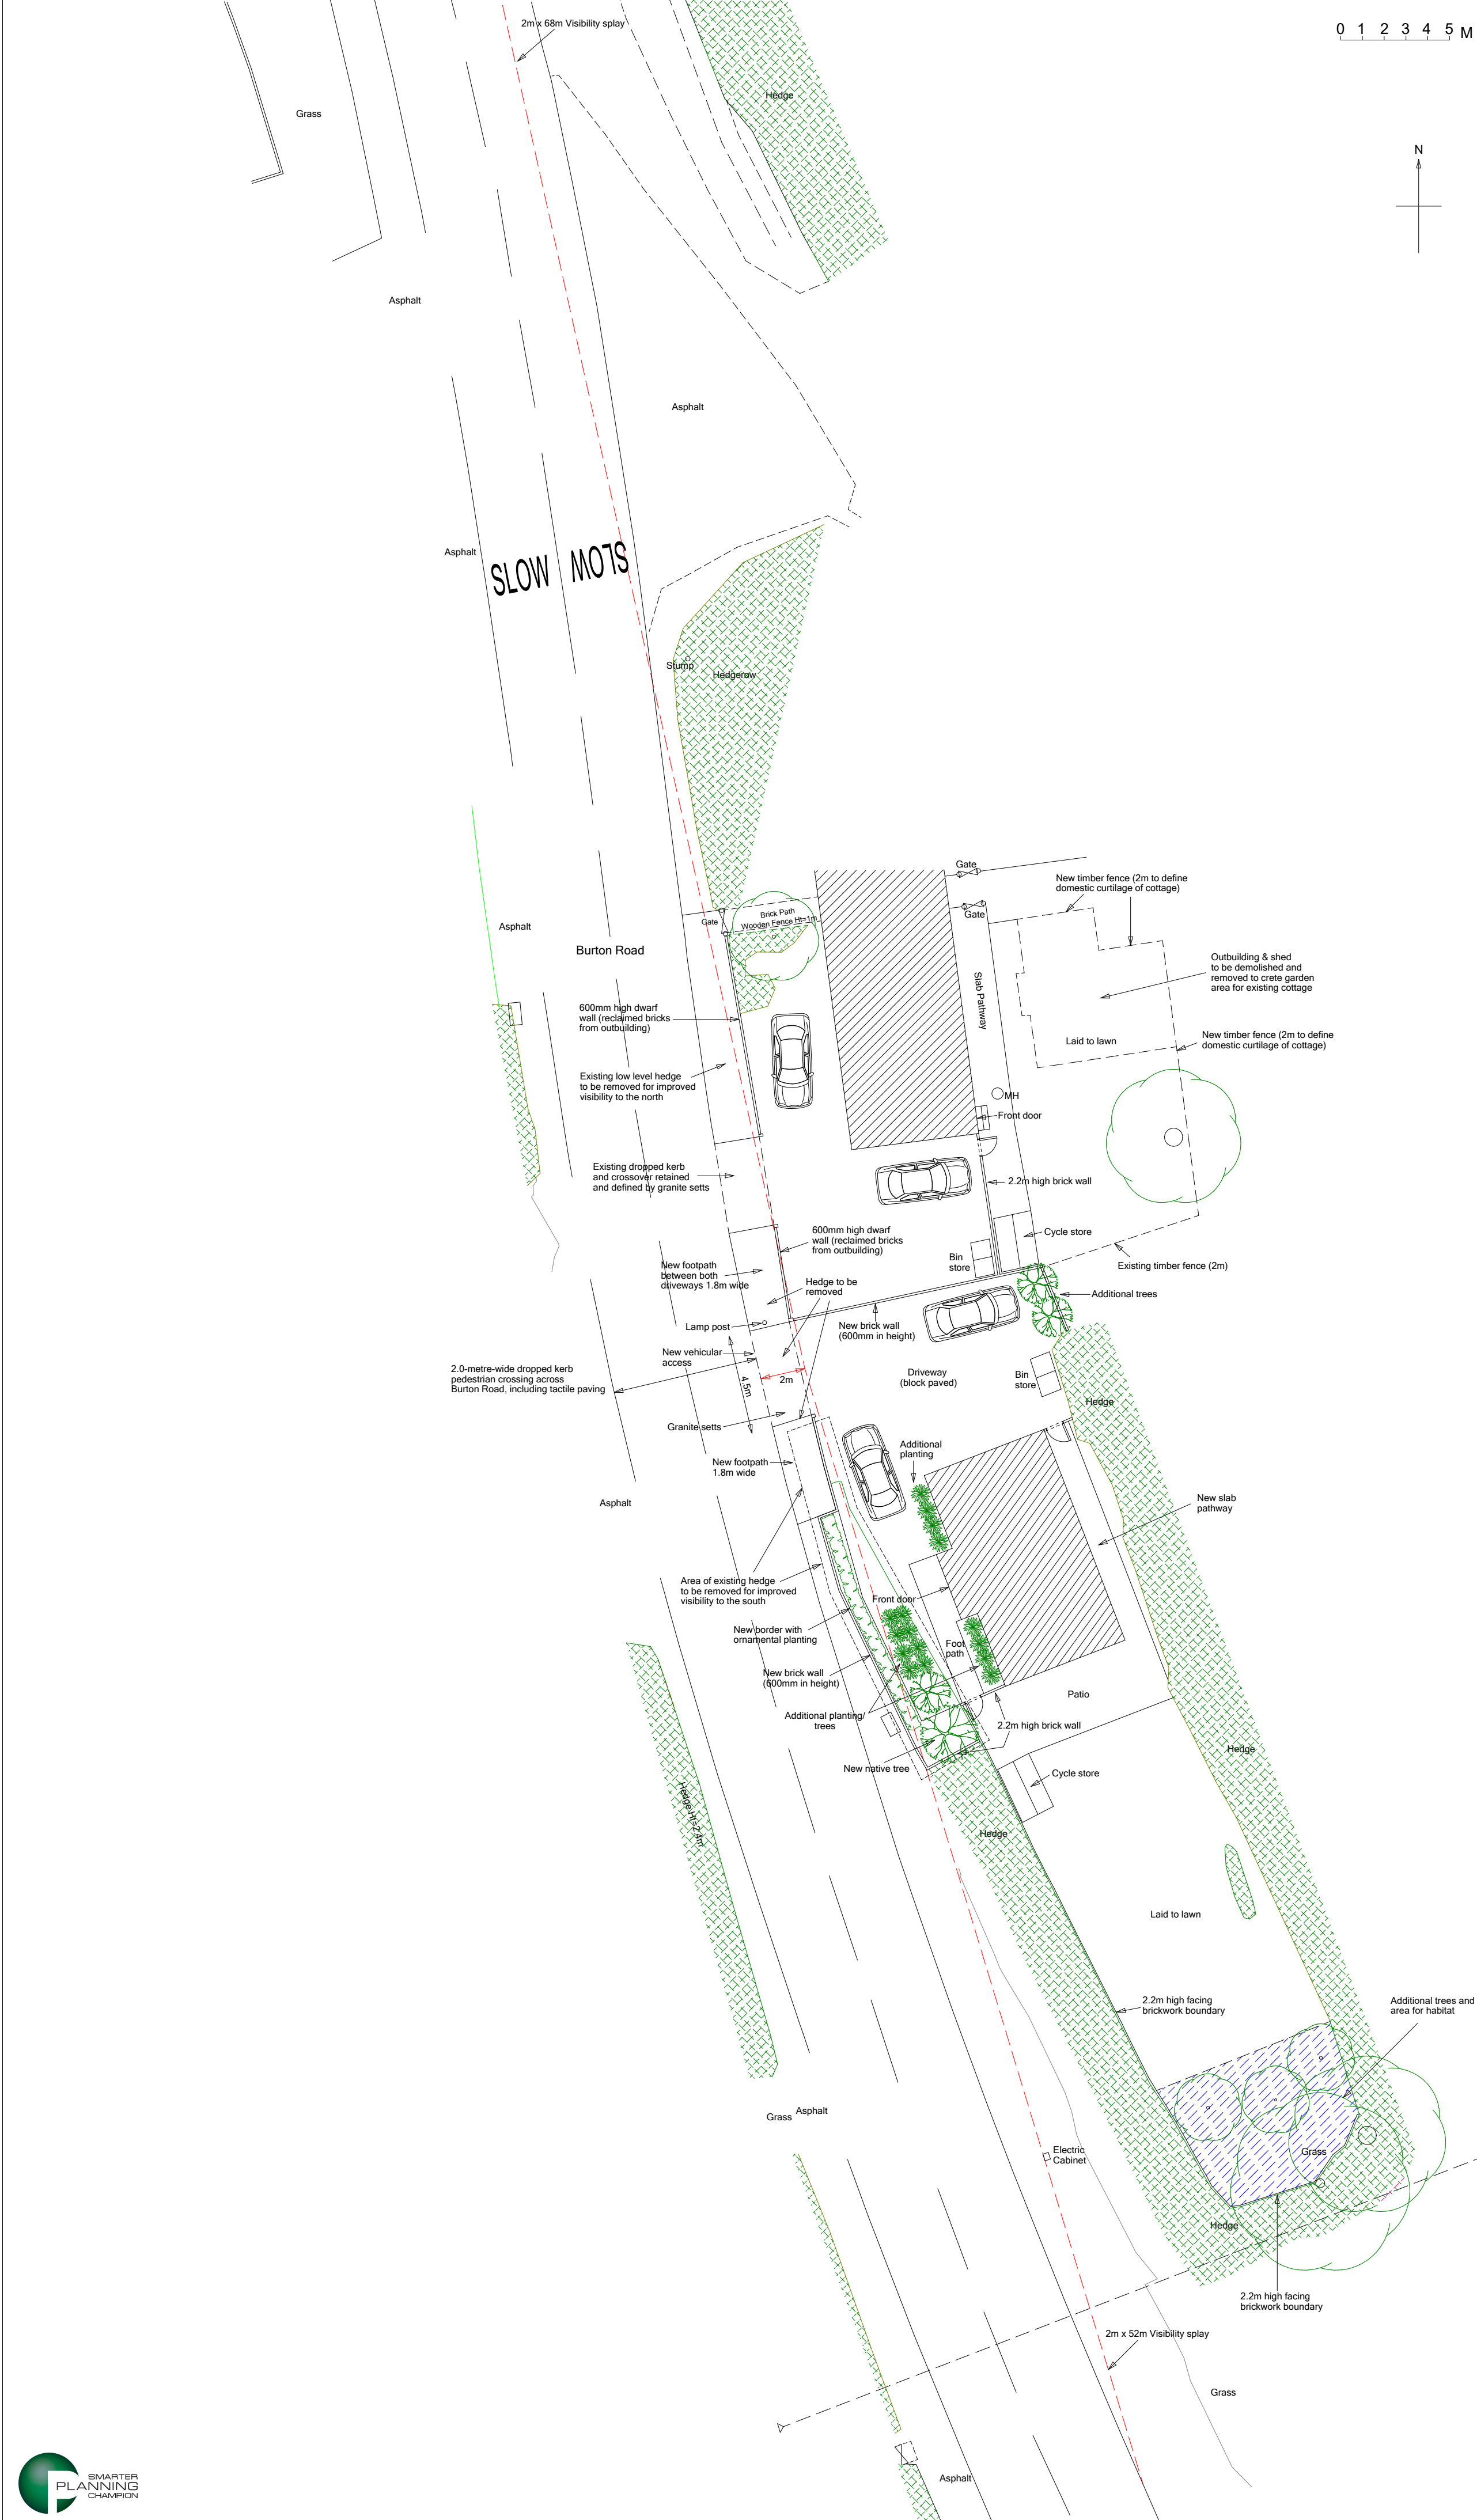 2m x 68m Visibility splay
0 1 2 3 4 5 M
Hedge
Grass
N
Asphalt
Asphalt
Asphalt
SLOW
SLOW
Stump
Hedgerow
Gate
New timber fence (2m to define
domestic curtilage of cottage)
Gate
Brick Path
Gate
Wooden Fence Ht=1m
Asphalt
Burton Road
Outbuilding & shed
to be demolished and
removed to crete garden
area for existing cottage
Slab Pathway
600mm high dwarf
wall (reclaimed bricks
from outbuilding)
Laid to lawn
New timber fence (2m to define
domestic curtilage of cottage)
Existing low level hedge
to be removed for improved
visibility to the north
MH
Front door
Existing dropped kerb
and crossover retained
and defined by granite setts
2.2m high brick wall
600mm high dwarf
wall (reclaimed bricks
from outbuilding)
Cycle store
Bin
store
Existing timber fence (2m)
New footpath
between both
driveways 1.8m wide
Hedge to be
removed
Additional trees
Lamp post
New brick wall
(600mm in height)
New vehicular
access
2.0-metre-wide dropped kerb
pedestrian crossing across
Burton Road, including tactile paving
4.5m
2m
Driveway
(block paved)
Bin
store
Hedge
Granite setts
Additional
planting
New footpath
1.8m wide
Asphalt
New slab
pathway
Area of existing hedge
to be removed for improved
visibility to the south
Front door
New border with
ornamental planting
Foot
path
New brick wall
(600mm in height)
Patio
Additional planting/
trees
2.2m high brick wall
Hedge
New native tree
Cycle store
Hedge Ht=2.4m
Hedge
Laid to lawn
2.2m high facing
brickwork boundary
Additional trees and
area for habitat
Grass
Asphalt
Electric
Cabinet
Grass
Hedge
2.2m high facing
brickwork boundary
2m x 52m Visibility splay
Grass
Asphalt
SMARTER
PLANNING
CHAMPION